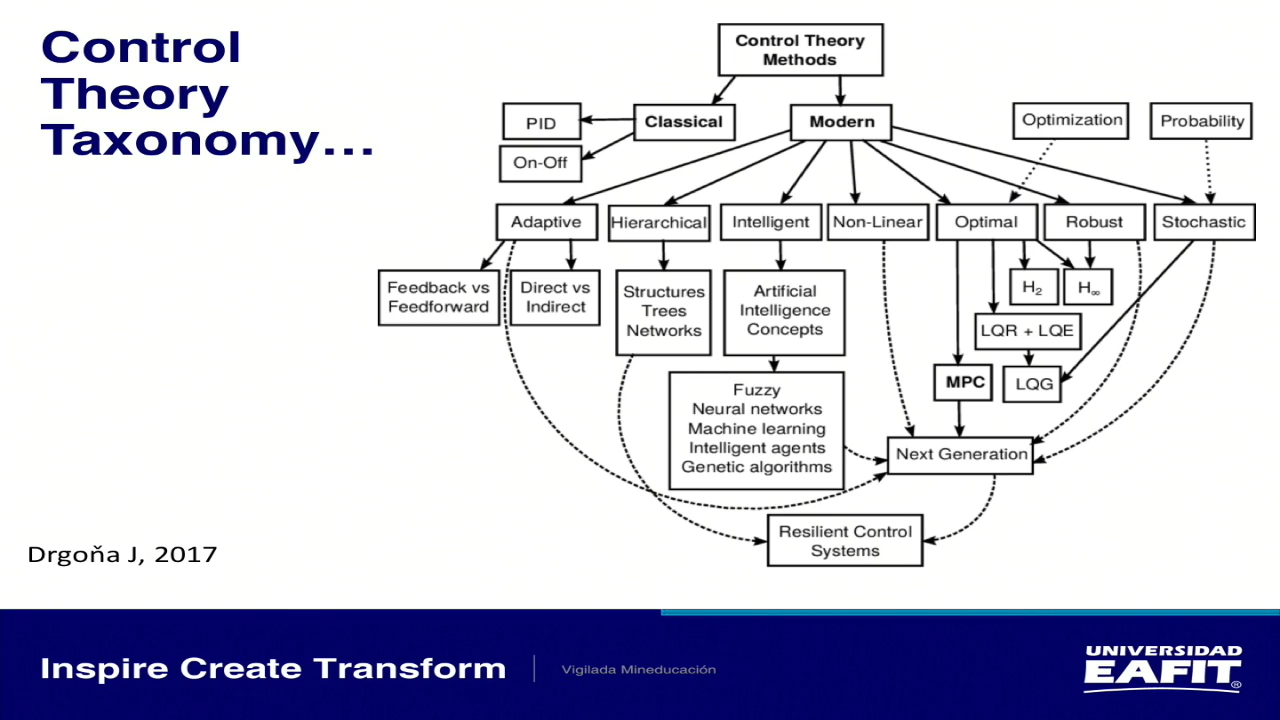 Control
Theory
Taxonomy...
Control Theory
Methods
PID
Classical
Modern
Optimization
Probability
On-Off
Adaptive
Hierarchical
Intelligent
Non-Linear
Optimal
Robust
Stochastic
Feedback vs
Feedforward
Direct vs
Indirect
Structures
Trees
Networks
Artificial
Intelligence
Concepts
H₂
H∞
LQR + LQE
MPC
LQG
Fuzzy
Neural networks
Machine learning
Intelligent agents
Genetic algorithms
Next Generation
Resilient Control
Systems
Drgoňa J, 2017
Inspire Create Transform
Vigilada Mineducación
UNIVERSIDAD
EAFIT®